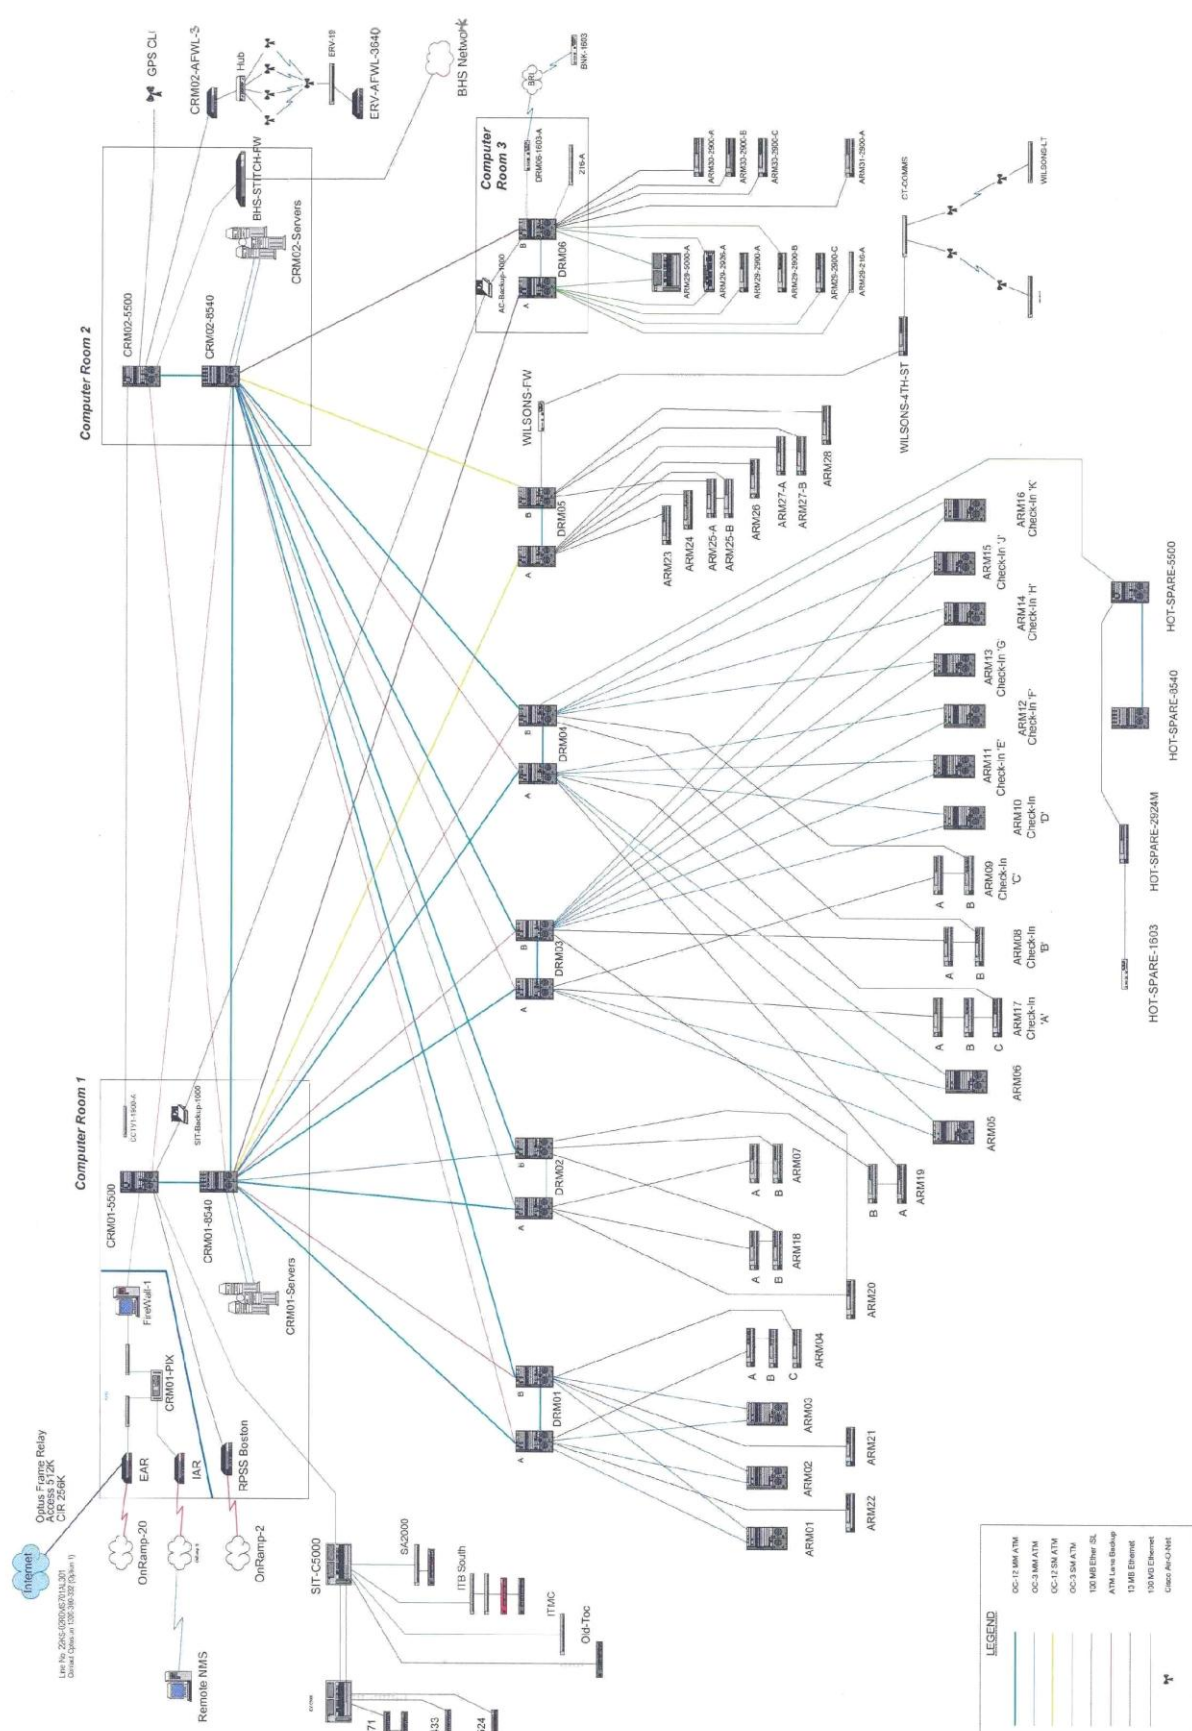 Internet
Optus Frame Relay
Access 512K
CIR 256K
Remote NMS
OnRamp-20
OnRamp-2
EAR
IAR
RPSS Boston
CRM01-PIX
FireWall-1
Computer Room 1
CRM01-5500
CRM01-8540
CRM01-Servers
CCTV1-1900-A
SIT-Backup-1000
Computer Room 2
CRM02-5500
CRM02-8540
CRM02-Servers
BHS-STITCH-FW
GPS CLI
CRM02-AFWL-3
Hub
ERV-19
ERV-AFWL-3640
BHS Network
Computer
Room 3
AC-Backup-1000
A
B
DRM06
DRM06-1603-A
216-A
BRI
BNK-1603
SIT-C5000
SA2000
ITB South
ITMC
Old-Toc
71
433
524
A
B
DRM01
A
B
DRM02
A
B
DRM03
A
B
DRM04
A
B
DRM05
WILSONS-FW
ARM01
ARM02
ARM03
A
B
C
ARM04
ARM22
ARM21
ARM20
A
B
ARM18
A
B
ARM07
B
A
ARM19
ARM05
ARM06
A
B
C
ARM17
Check-In
'A'
A
B
ARM08
Check-In
'B'
A
B
ARM09
Check-In
'C'
ARM10
Check-In
'D'
ARM11
Check-In 'E'
ARM12
Check-In 'F'
ARM13
Check-In 'G'
ARM14
Check-In 'H'
ARM15
Check-In 'J'
ARM16
Check-In 'K'
ARM23
ARM24
ARM25-A
ARM25-B
ARM26
ARM27-A
ARM27-B
ARM28
ARM29-5000-A
ARM29-2926-A
ARM29-2900-A
ARM29-2900-B
ARM29-2900-C
ARM29-216-A
ARM30-2900-A
ARM33-2900-B
ARM33-2900-C
ARM31-2900-A
WILSONS-4TH-ST
CT-COMMS
WILSONS-LT
HOT-SPARE-1603
HOT-SPARE-2924M
HOT-SPARE-8540
HOT-SPARE-5500
LEGEND
OC-12 MM ATM
OC-3 MM ATM
OC-12 SM ATM
OC-3 SM ATM
100 MB Ether ISL
ATM Lane Backup
10 MB Ethernet
100 MB Ethernet
Cisco Air-O-Net